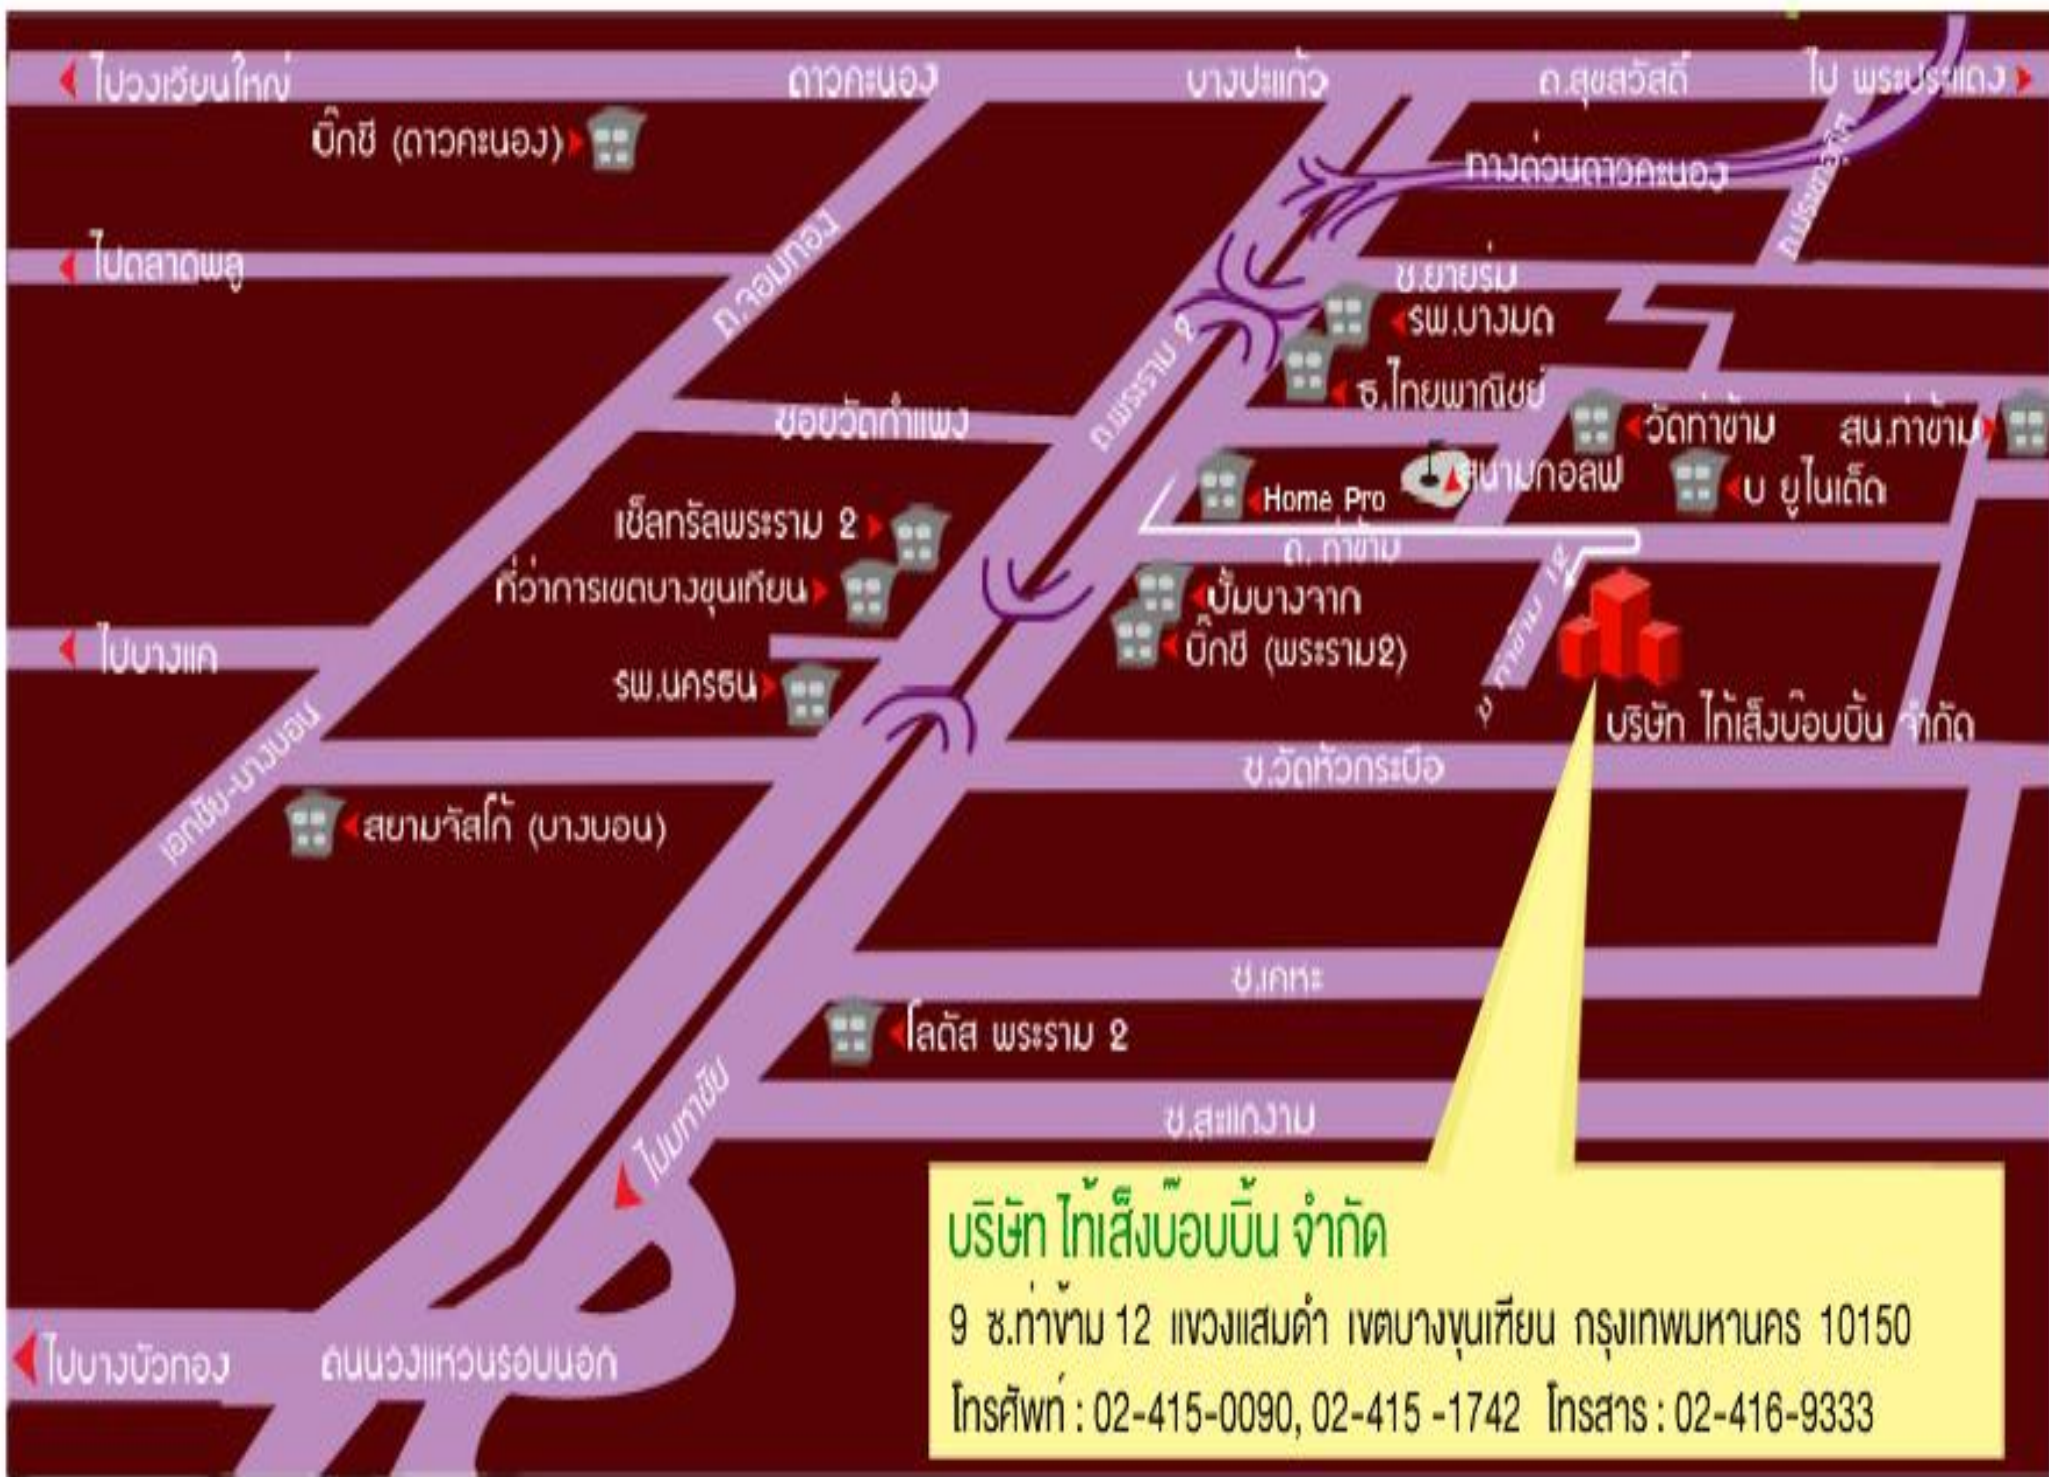 ไปวงเวียนใหญ่
ดาวคะนอง
บางปะแก้ว
ถ.สุขสวัสดิ์
ไป พระประแดง
บิ๊กซี (ดาวคะนอง)
ทางด่วนดาวคะนอง
ถ.ประชาอุทิศ
ไปตลาดพลู
ถ.จอมทอง
ซ.ยายร่ม
รพ.บางมด
ถ.พระราม 2
ธ.ไทยพาณิชย์
ซอยวัดกำแพง
วัดท่าข้าม
สน.ท่าข้าม
สนามกอลฟ
บ ยูไนเต็ด
Home Pro
เซ็ลทรัลพระราม 2
ถ. ท่าข้าม
ที่ว่าการเขตบางขุนเทียน
ปั๊มบางจาก
ซ ท่าข้าม 12
บิ๊กซี (พระราม2)
ไปบางแค
รพ.นครธน
บริษัท ไท้เส็งบ๊อบบิ้น จำกัด
เอกชัย-บางบอน
ซ.วัดหัวกระบือ
สยามจัสโก้ (บางบอน)
ซ.เคหะ
โลตัส พระราม 2
ไปมหาชัย
ซ.สะแกงาม
บริษัท ไท้เส็งบ๊อบบิ้น จำกัด
9 ซ.ท่าข้าม 12 แขวงแสมดำ เขตบางขุนเทียน กรุงเทพมหานคร 10150
โทรศัพท์ : 02-415-0090, 02-415 -1742 โทรสาร : 02-416-9333
ไปบางบัวทอง
ถนนวงแหวนรอบนอก